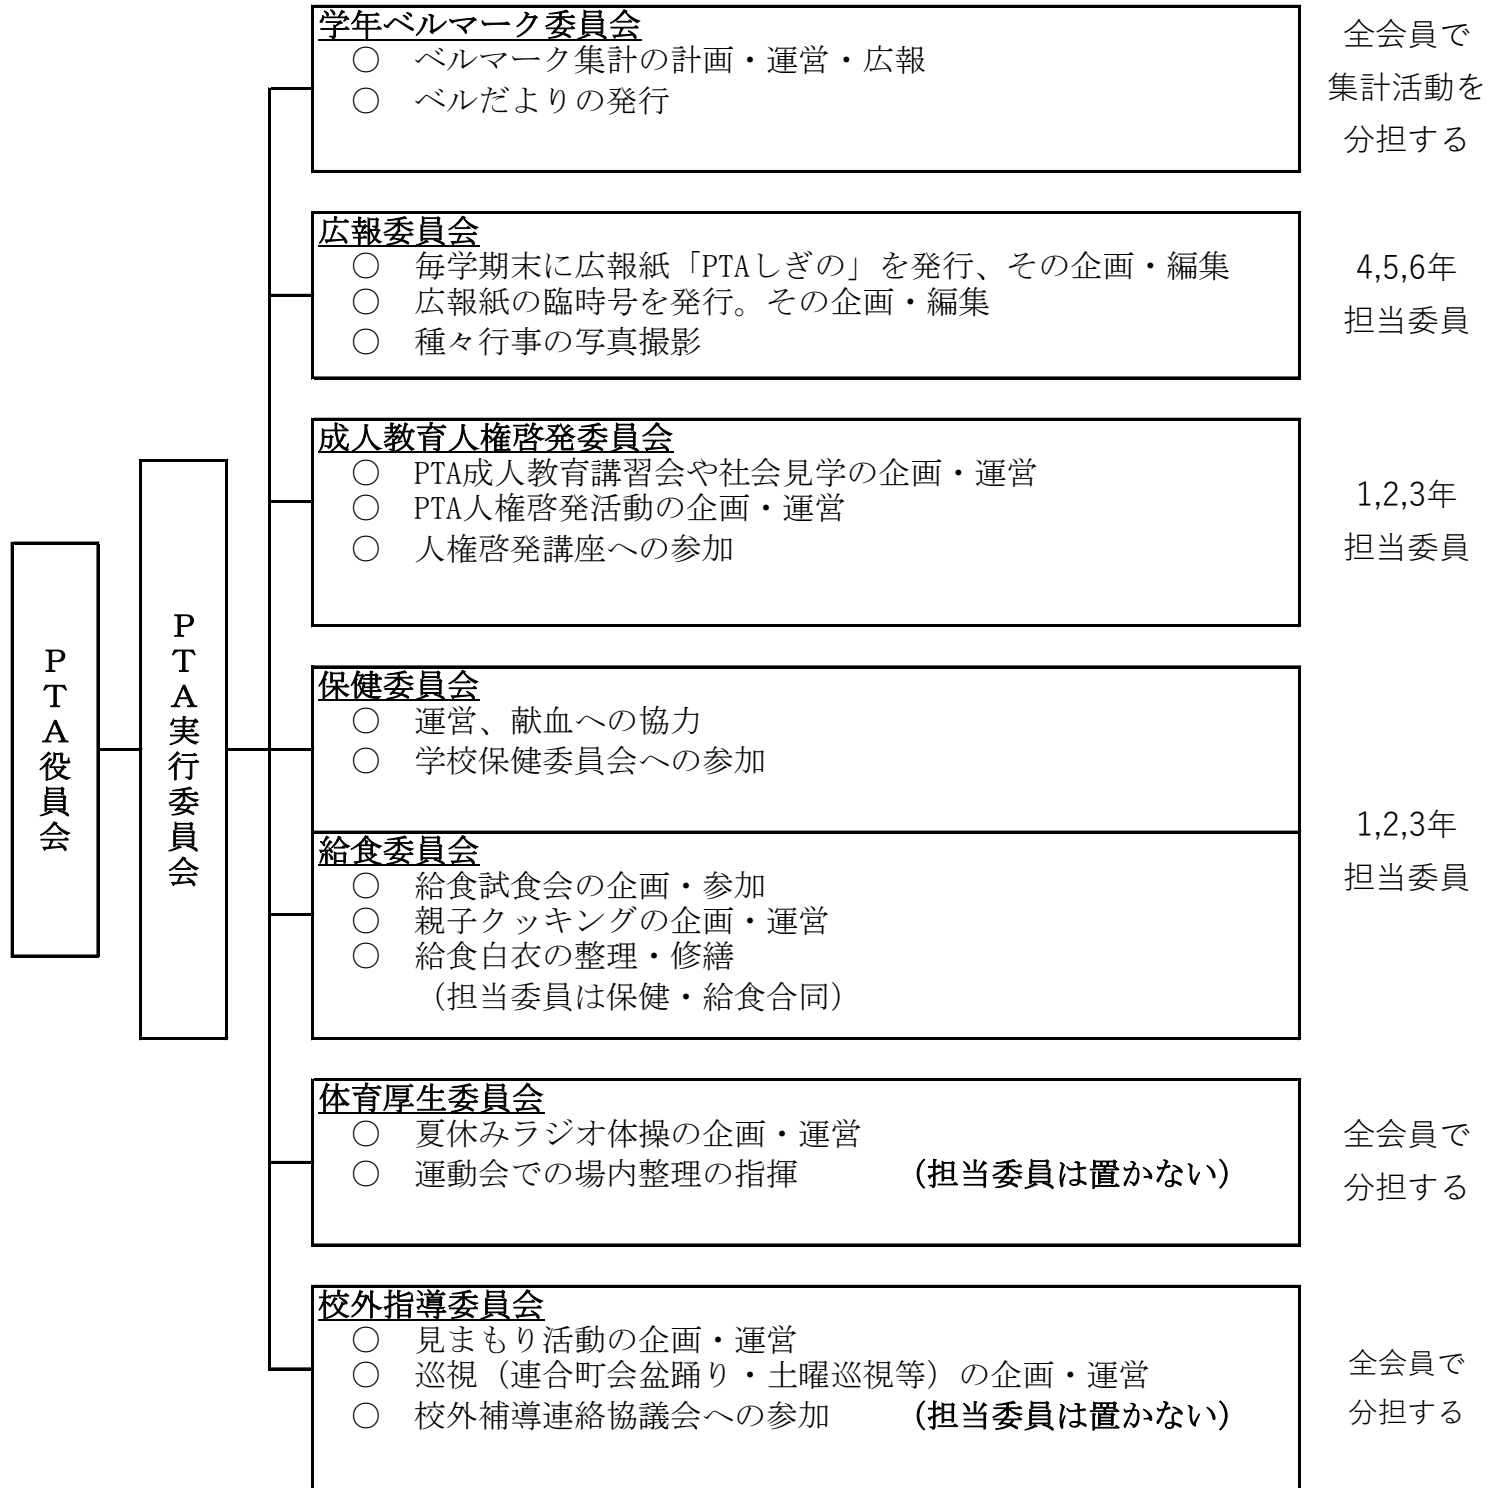 学年ベルマーク委員会
○ ベルマーク集計の計画・運営・広報
○ ベルだよりの発行
全会員で
集計活動を
分担する
広報委員会
○ 毎学期末に広報紙「PTAしぎの」を発行、その企画・編集
○ 広報紙の臨時号を発行。その企画・編集
○ 種々行事の写真撮影
4,5,6年
担当委員
成人教育人権啓発委員会
○ PTA成人教育講習会や社会見学の企画・運営
○ PTA人権啓発活動の企画・運営
○ 人権啓発講座への参加
1,2,3年
担当委員
PTA役員会
PTA実行委員会
保健委員会
○ 運営、献血への協力
○ 学校保健委員会への参加
給食委員会
○ 給食試食会の企画・参加
○ 親子クッキングの企画・運営
○ 給食白衣の整理・修繕
（担当委員は保健・給食合同）
1,2,3年
担当委員
体育厚生委員会
○ 夏休みラジオ体操の企画・運営
○ 運動会での場内整理の指揮 （担当委員は置かない）
全会員で
分担する
校外指導委員会
○ 見まもり活動の企画・運営
○ 巡視（連合町会盆踊り・土曜巡視等）の企画・運営
○ 校外補導連絡協議会への参加 （担当委員は置かない）
全会員で
分担する